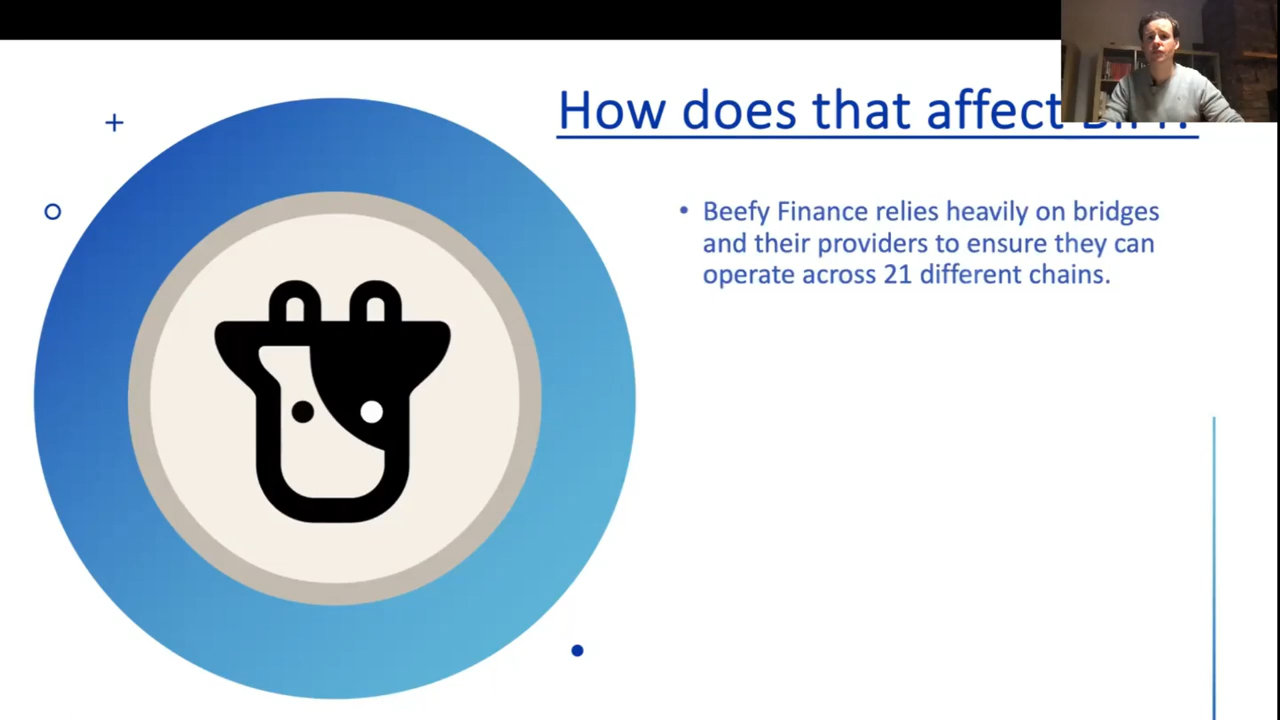 How does that affect
• Beefy Finance relies heavily on bridges
and their providers to ensure they can
operate across 21 different chains.